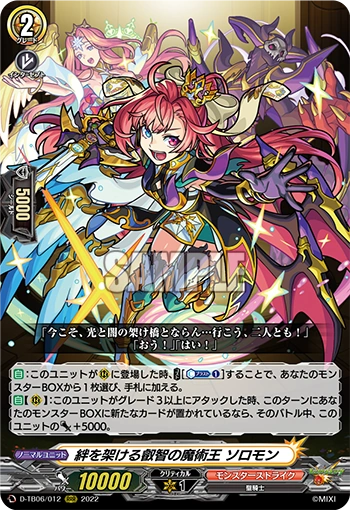 2
グレード
インターセプト
5000
シールド
SAMPLE
「今こそ、光と闇の架け橋とならん…行こう、二人とも!」
「おう!」「はい!」
自:このユニットがRに登場した時、[ブラスト1]することで、あなたのモン
スターBOXから1枚選び、手札に加える。
自【R】:このユニットがグレード3以上にアタックした時、このターンにあな
たのモンスターBOXに新たなカードが置かれているなら、そのバトル中、こ
のユニットの+5000。
ノーマルユニット
絆を架ける叡智の魔術王 ソロモン
パワー 10000
クリティカル
1
モンスターストライク
聖騎士
D-TB06/012 RRR 2022
©MIXI